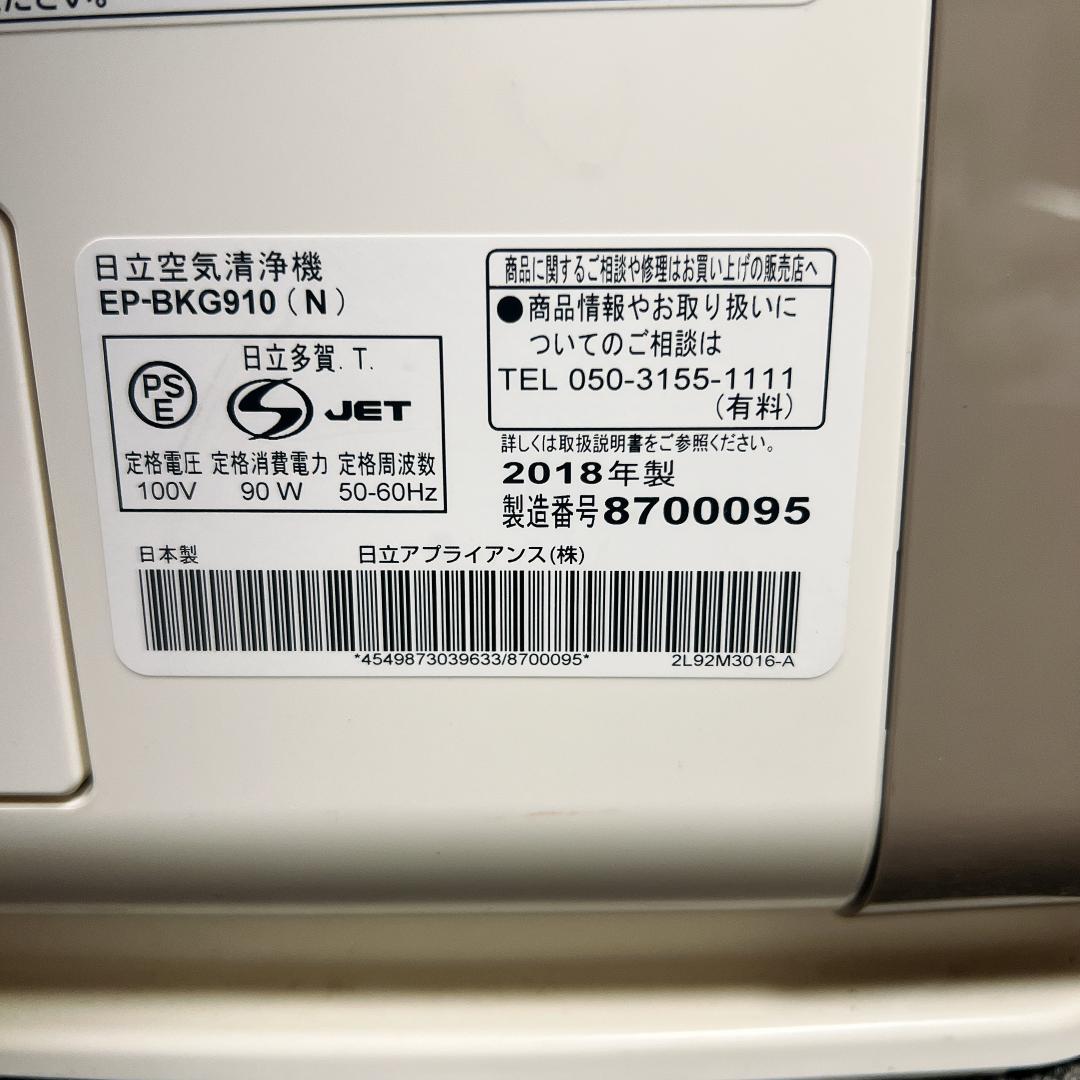 ください。
日立空気清浄機
EP-BKG910（N）
日立多賀.T.
PS
E
JET
定格電圧 定格消費電力 定格周波数
100V 90W 50-60Hz
商品に関するご相談や修理はお買い上げの販売店へ
●商品情報やお取り扱いに
ついてのご相談は
TEL 050-3155-1111
（有料）
詳しくは取扱説明書をご参照ください。
2018年製
製造番号8700095
日本製 日立アプライアンス(株)
*4549873039633/8700095* 2L92M3016-A